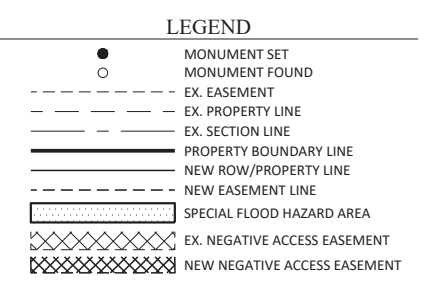 LEGEND
MONUMENT SET
MONUMENT FOUND
EX. EASEMENT
EX. PROPERTY LINE
EX. SECTION LINE
PROPERTY BOUNDARY LINE
NEW ROW/PROPERTY LINE
NEW EASEMENT LINE
SPECIAL FLOOD HAZARD AREA
EX. NEGATIVE ACCESS EASEMENT
NEW NEGATIVE ACCESS EASEMENT